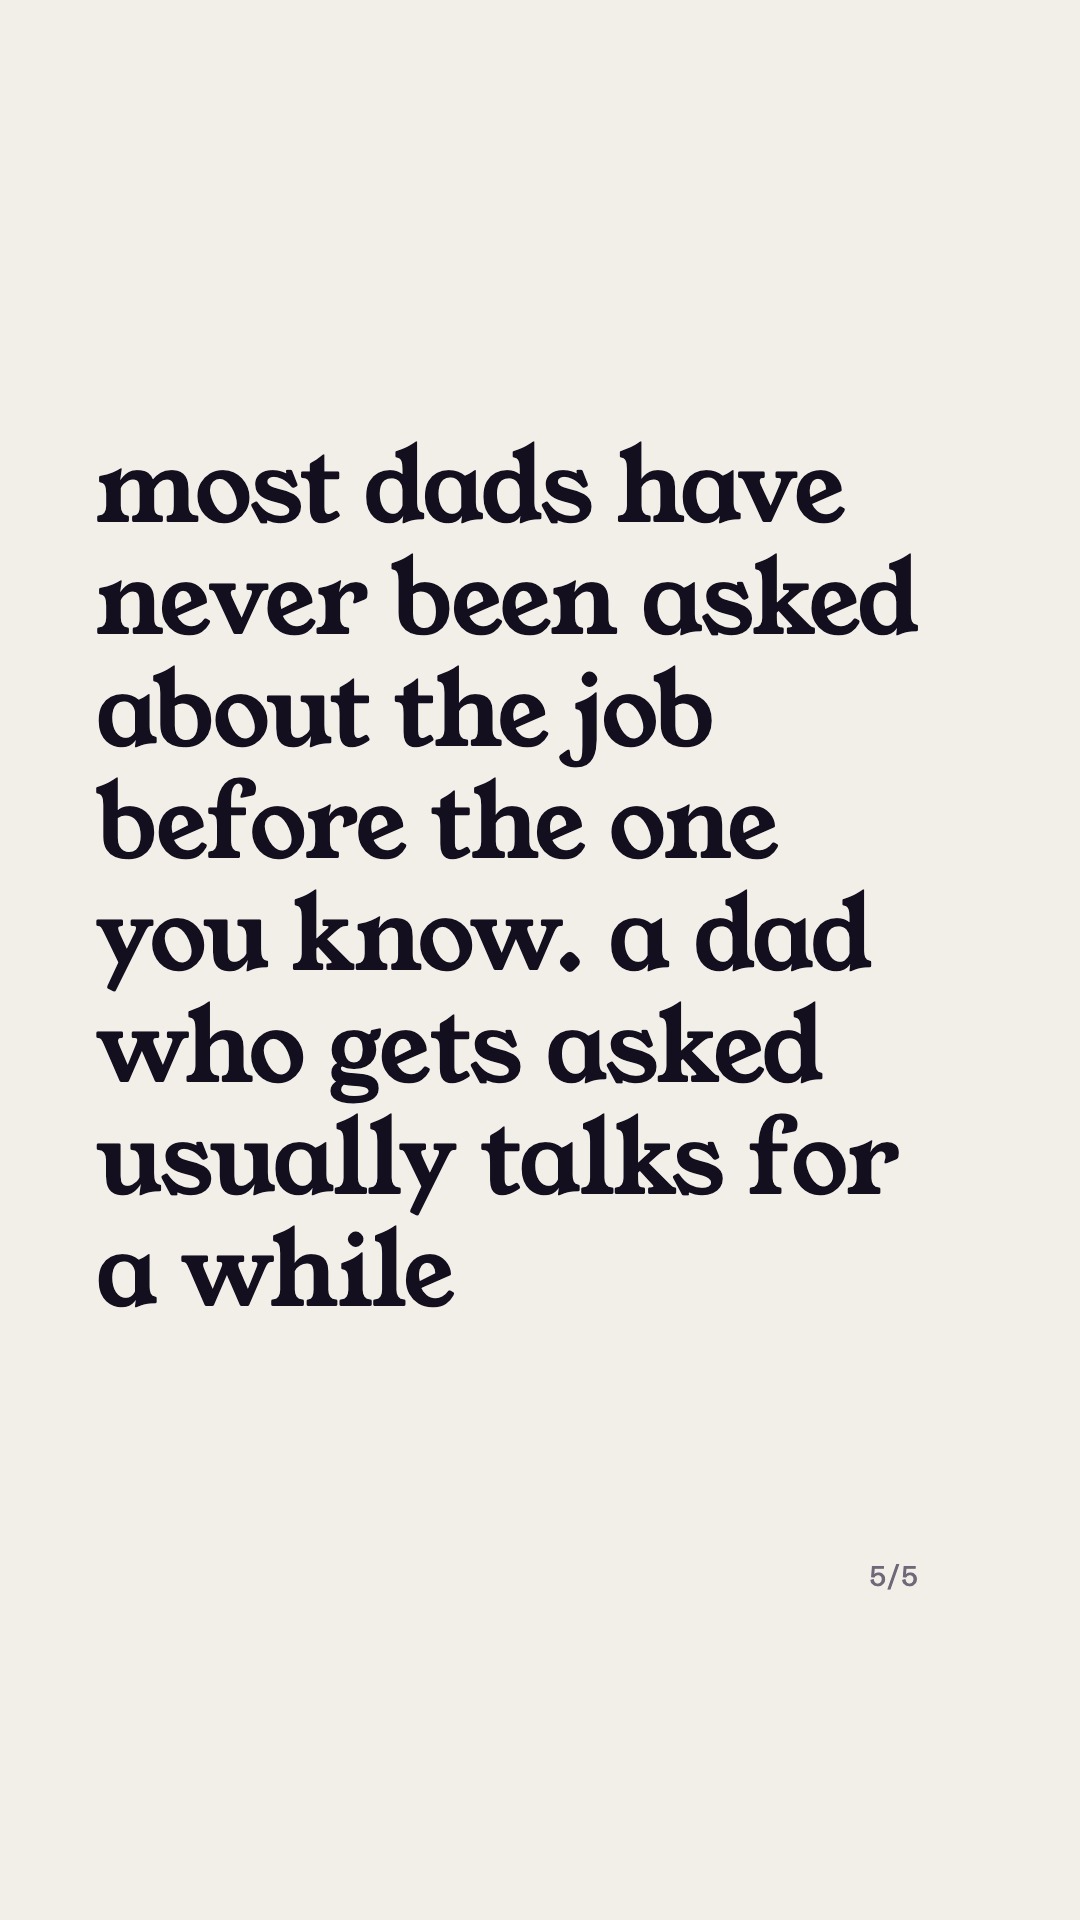 most dads have
never been asked
about the job
before the one
you know. a dad
who gets asked
usually talks for
a while
5/5